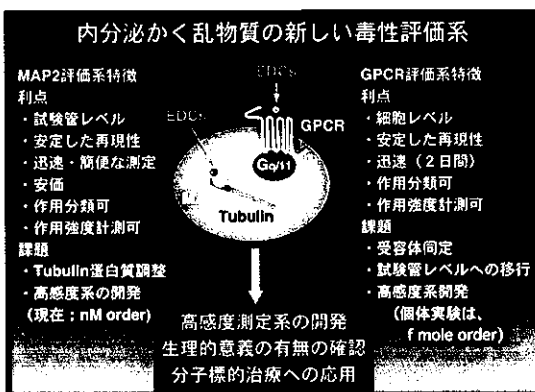 内分泌かく乱物質の新しい毒性評価系
MAP2評価系特徴
利点
・試験管レベル
・安定した再現性
・迅速・簡便な測定
・安価
・作用分類可
・作用強度計測可
課題
・Tubulin蛋白質調整
・高感度系の開発
(現在；nM order)
EDCs
EDCs
GPCR
Gq/11
Tubulin
GPCR評価系特徴
利点
・細胞レベル
・安定した再現性
・迅速（２日間）
・作用分類可
・作用強度計測可
課題
・受容体同定
・試験管レベルへの移行
・高感度系開発
(個体実験は、
f mole order)
高感度測定系の開発
生理的意義の有無の確認
分子標的治療への応用